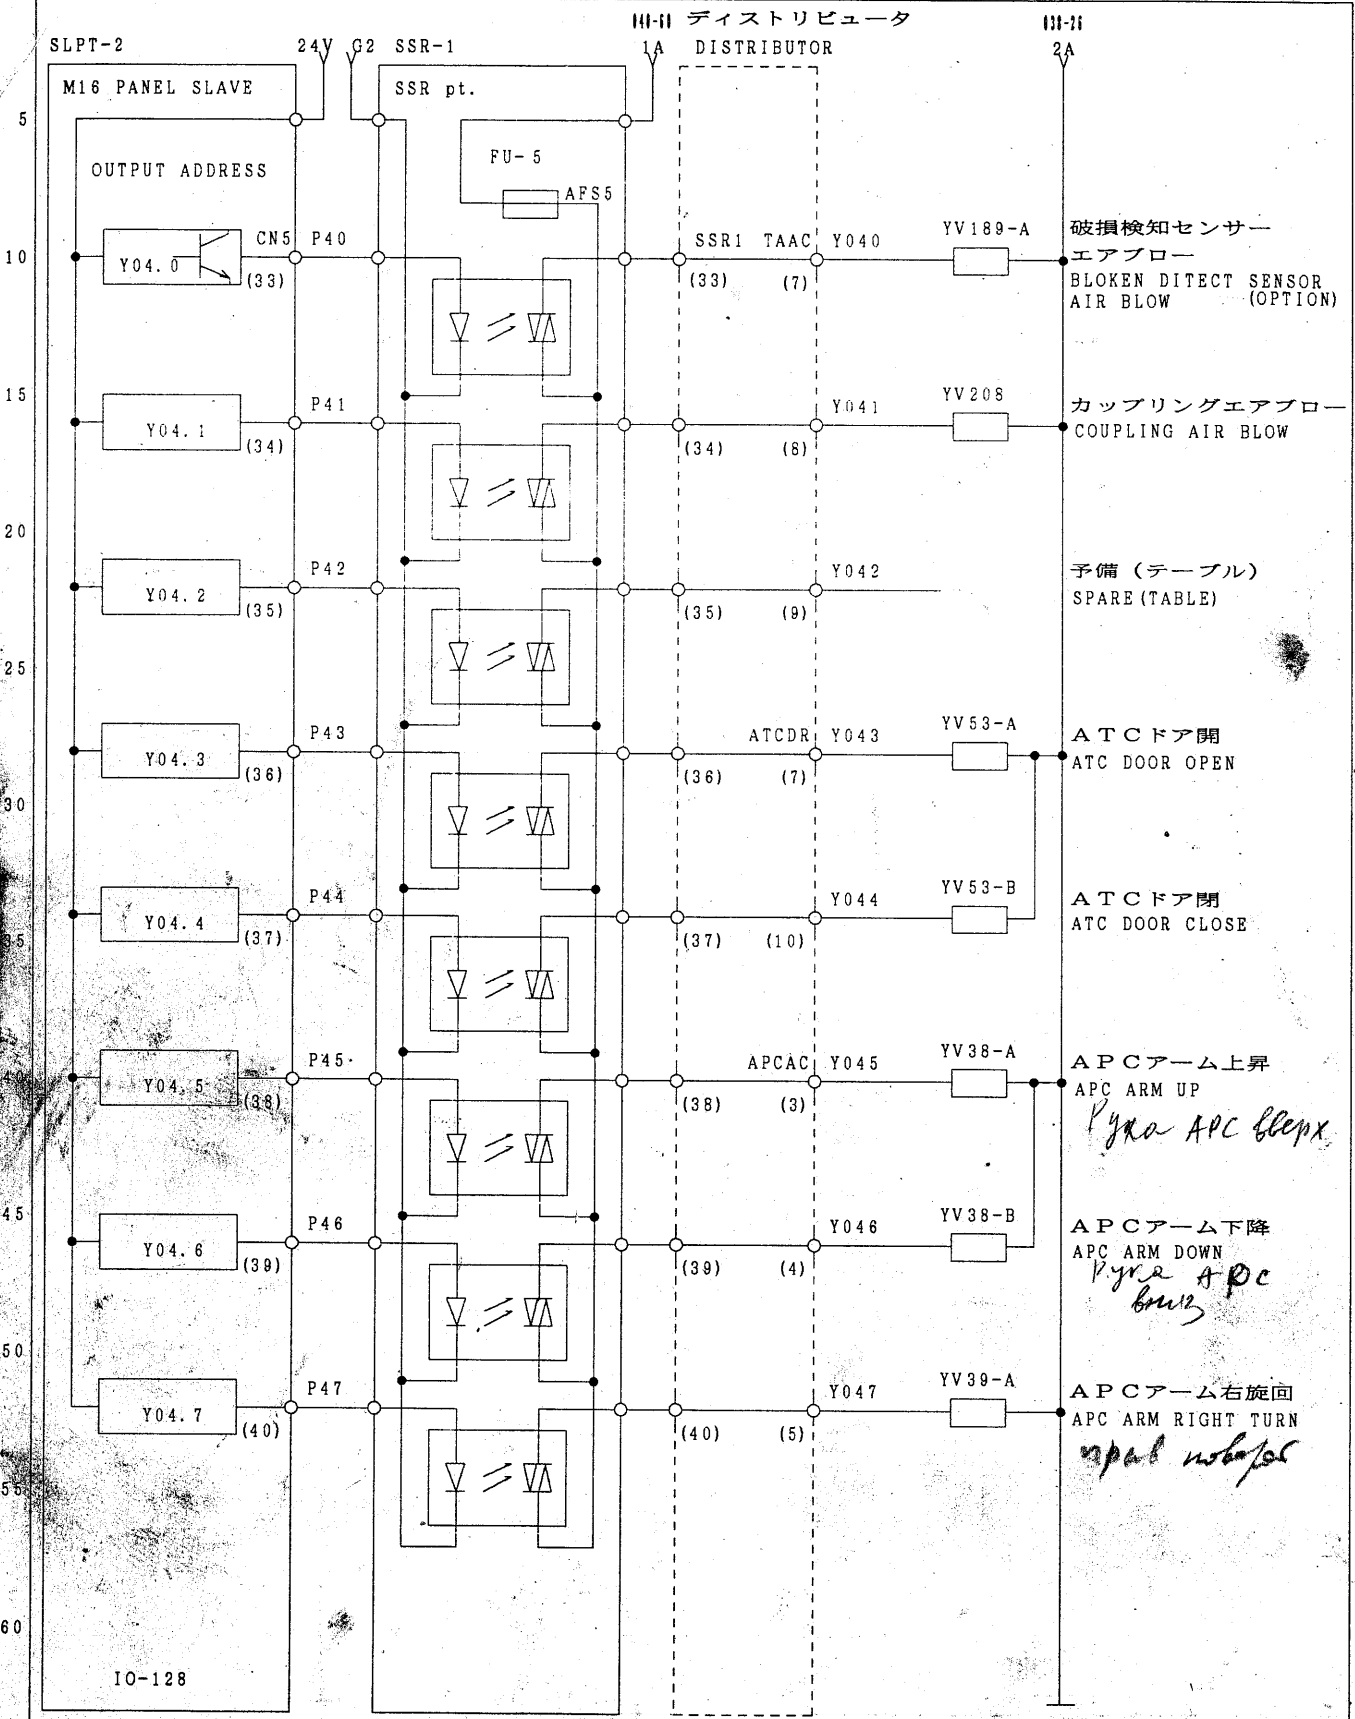 040-60 ディストリビュータ 038-26
SLPT-2 24V G2 SSR-1 1A DISTRIBUTOR 2A
M16 PANEL SLAVE SSR pt.
5
FU-5
OUTPUT ADDRESS
AFS5
破損検知センサー
CN5 P40 SSR1 TAAC Y040 YV189-A
10 Y04.0 エアブロー
(33) (33) (7) BLOKEN DITECT SENSOR
AIR BLOW (OPTION)
15 P41 Y041 YV208 カップリングエアブロー
Y04.1 COUPLING AIR BLOW
(34) (34) (8)
20
P42 Y042 予備(テーブル)
Y04.2 SPARE(TABLE)
(35) (35) (9)
25
P43 ATCDR Y043 YV53-A ATCドア開
Y04.3 ATC DOOR OPEN
(36) (36) (7)
30
P44 Y044 YV53-B ATCドア閉
Y04.4 ATC DOOR CLOSE
35 (37) (37) (10)
P45 APCAC Y045 YV38-A APCアーム上昇
40 Y04.5 APC ARM UP
(38) (38) (3)
Рука APC вверх
45
P46 Y046 YV38-B APCアーム下降
Y04.6 APC ARM DOWN
(39) (39) (4)
Рука APC
вниз
50
P47 Y047 YV39-A APCアーム右旋回
Y04.7 APC ARM RIGHT TURN
(40) (40) (5)
прав поворот
55
60
IO-128